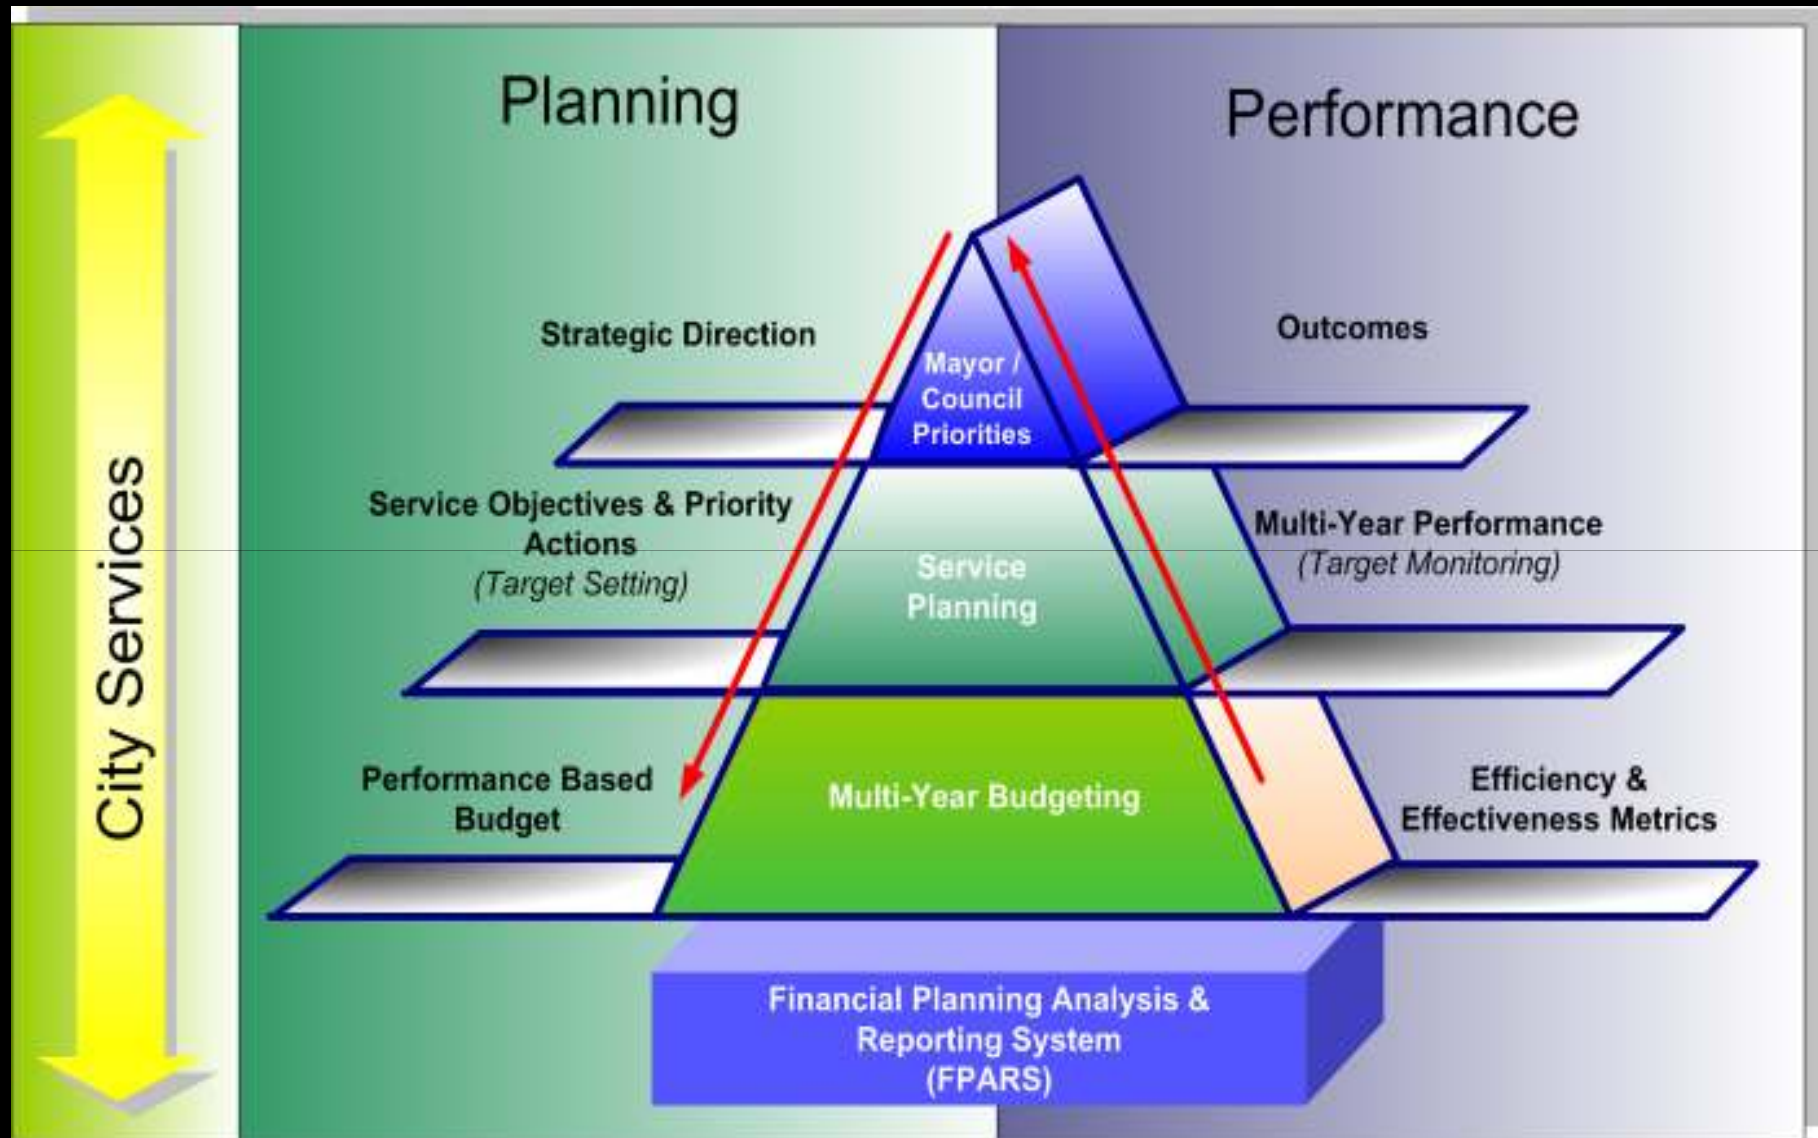 Planning
Performance
City Services
Strategic Direction
Mayor /
Council
Priorities
Outcomes
Service Objectives & Priority
Actions
(Target Setting)
Service
Planning
Multi-Year Performance
(Target Monitoring)
Performance Based
Budget
Multi-Year Budgeting
Efficiency &
Effectiveness Metrics
Financial Planning Analysis &
Reporting System
(FPARS)